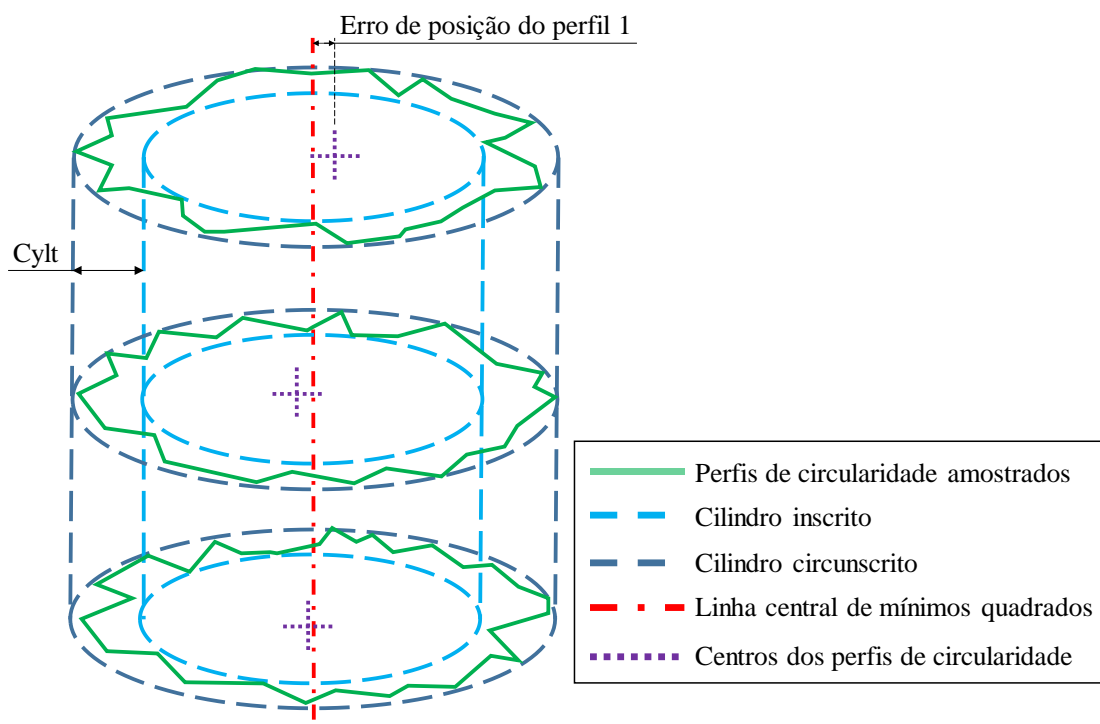 Erro de posição do perfil 1
Cylt
Perfis de circularidade amostrados
Cilindro inscrito
Cilindro circunscrito
Linha central de mínimos quadrados
Centros dos perfis de circularidade